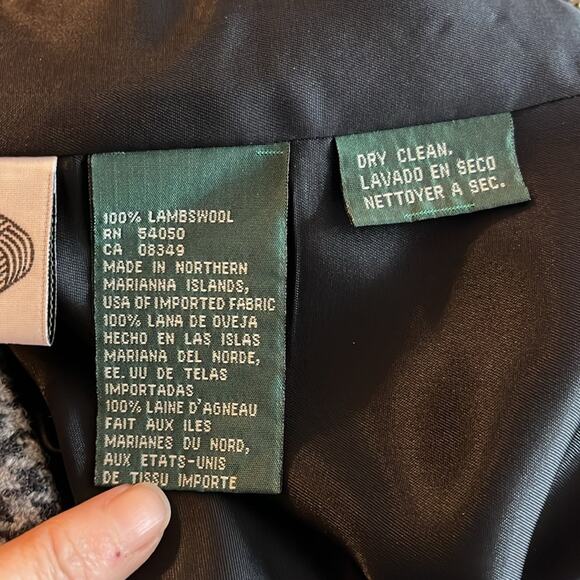 100% LAMBSWOOL
RN 54050
CA 08349
MADE IN NORTHERN
MARIANNA ISLANDS,
USA OF IMPORTED FABRIC
100% LANA DE OVEJA
HECHO EN LAS ISLAS
MARIANA DEL NORDE,
EE.UU DE TELAS
IMPORTADAS
100% LAINE D'AGNEAU
FAIT AUX ILES
MARIANES DU NORD,
AUX ETATS-UNIS
DE TISSU IMPORTE
DRY CLEAN.
LAVADO EN SECO
NETTOYER A SEC.